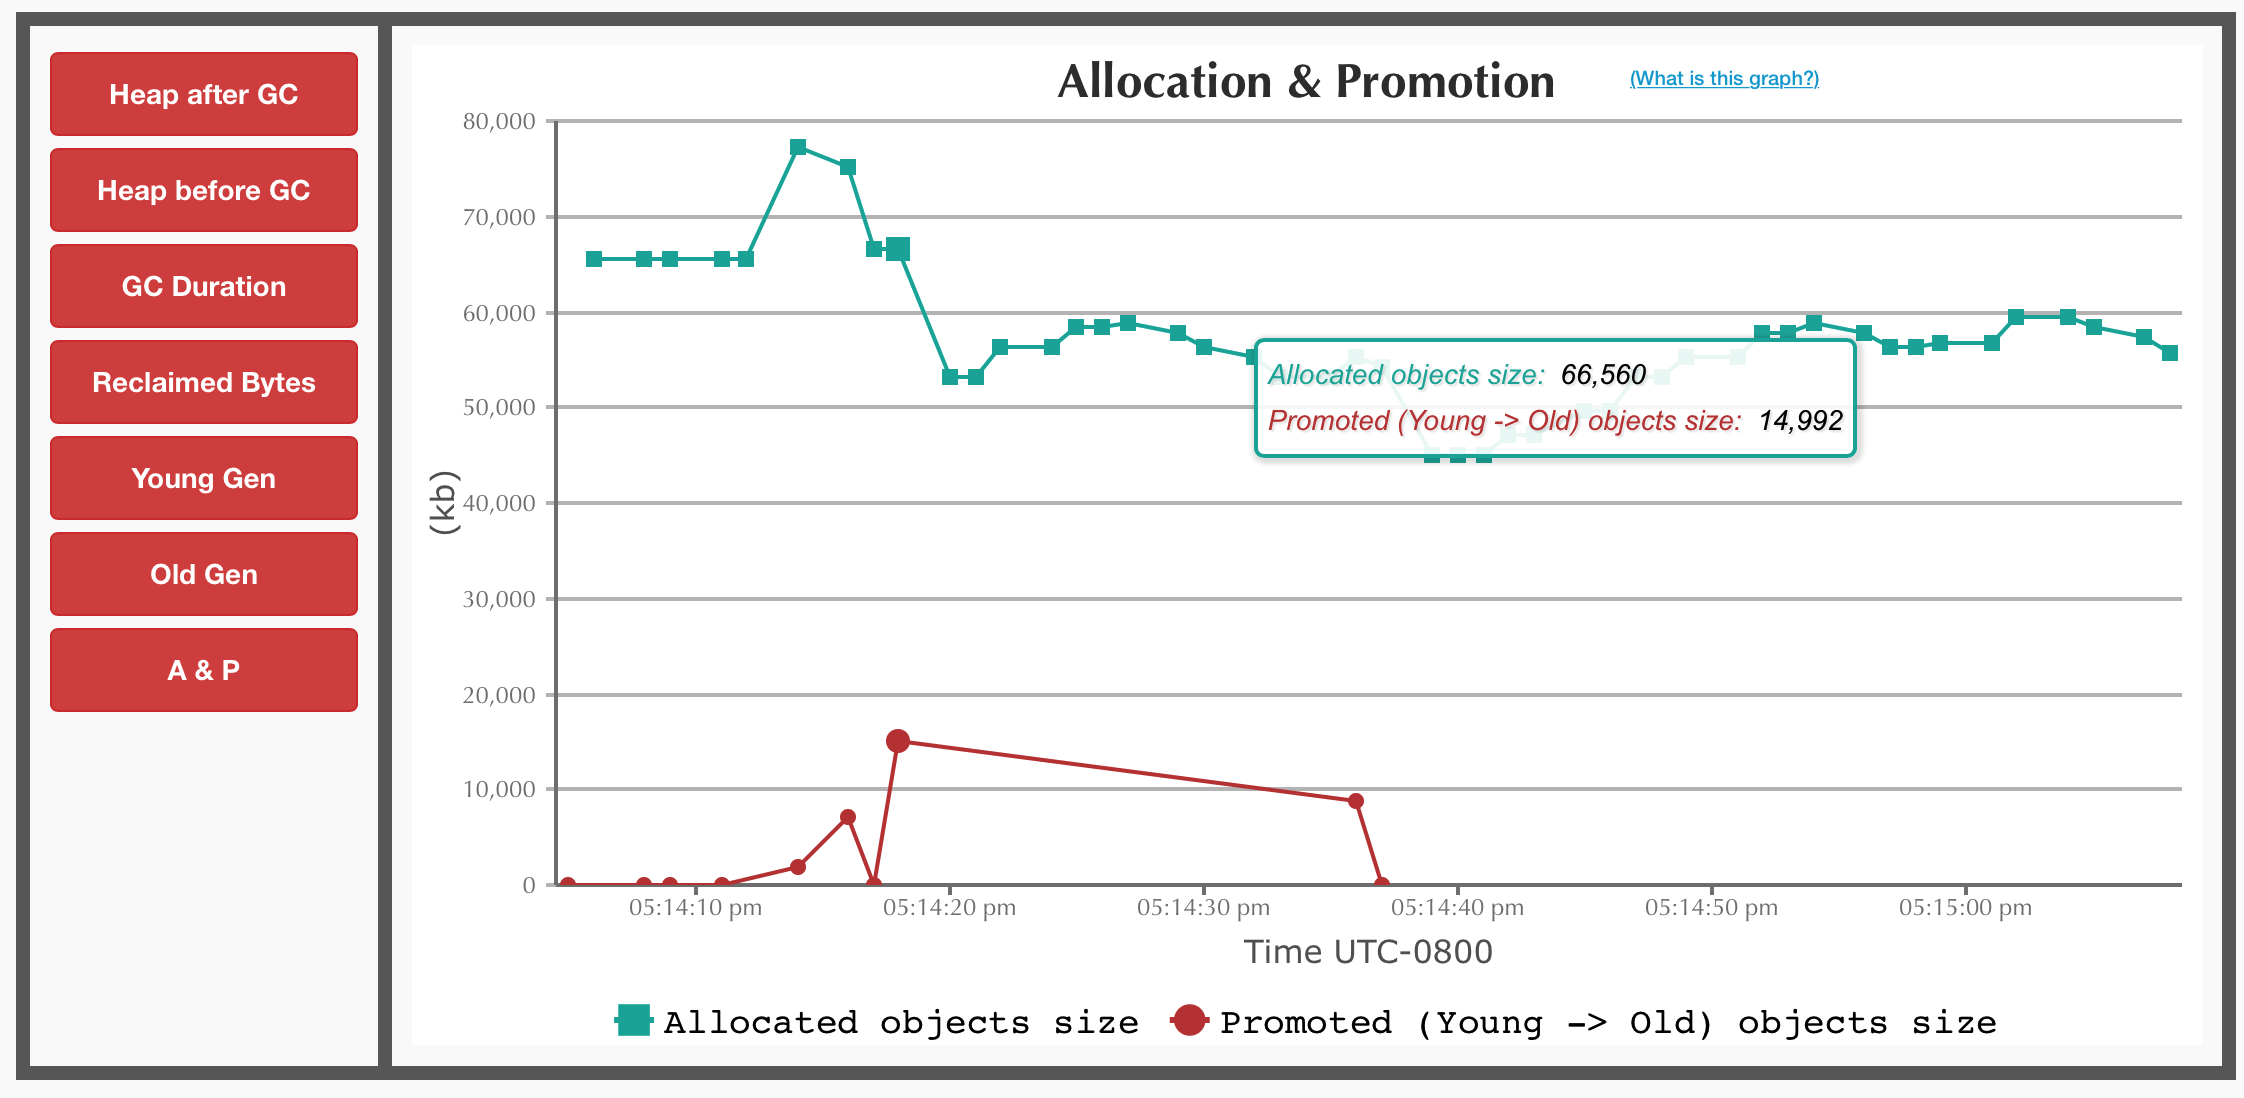 Heap after GC
Heap before GC
GC Duration
Reclaimed Bytes
Young Gen
Old Gen
A & P
Allocation & Promotion
(What is this graph?)
(kb)
80,000
70,000
60,000
50,000
40,000
30,000
20,000
10,000
0
Allocated objects size: 66,560
Promoted (Young -> Old) objects size: 14,992
05:14:10 pm
05:14:20 pm
05:14:30 pm
05:14:40 pm
05:14:50 pm
05:15:00 pm
Time UTC-0800
Allocated objects size
Promoted (Young -> Old) objects size